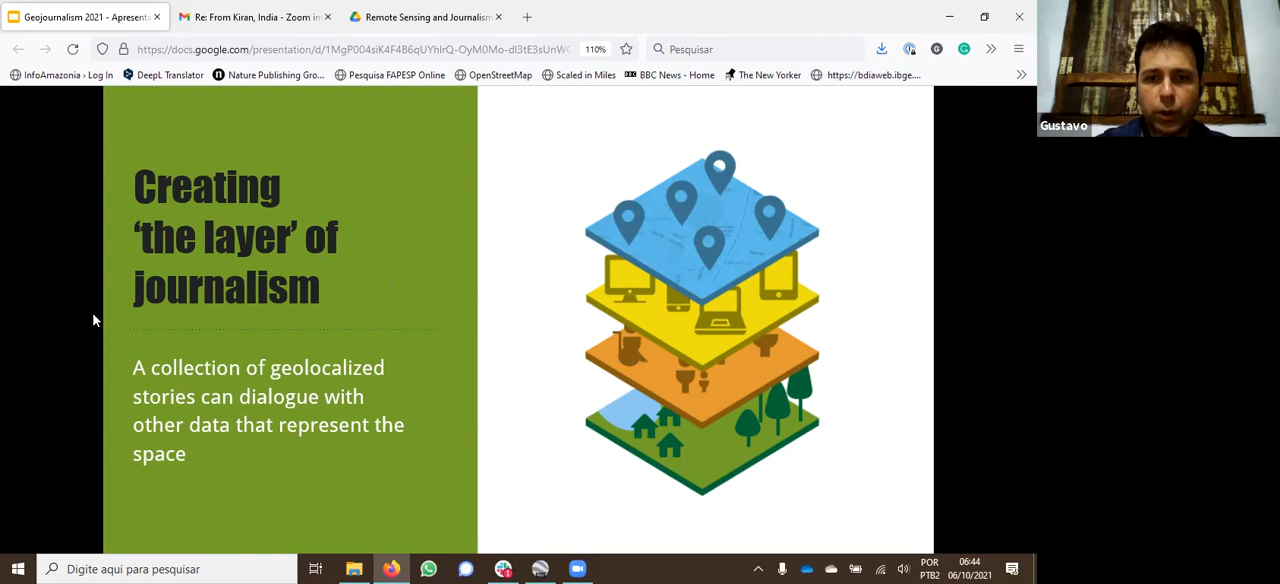 Geojournalism 2021 - Apresenta
Re: From Kiran, India - Zoom in
Remote Sensing and Journalism
https://docs.google.com/presentation/d/
110%
Pesquisar
InfoAmazonia › Log In
DeepL Translator
Nature Publishing Gro...
Pesquisa FAPESP Online
OpenStreetMap
Scaled in Miles
BBC News - Home
The New Yorker
https://bdiaweb.ibge....
Gustavo
Creating
‘the layer’ of
journalism
A collection of geolocalized
stories can dialogue with
other data that represent the
space
Digite aqui para pesquisar
POR
PTB2
06:44
06/10/2021